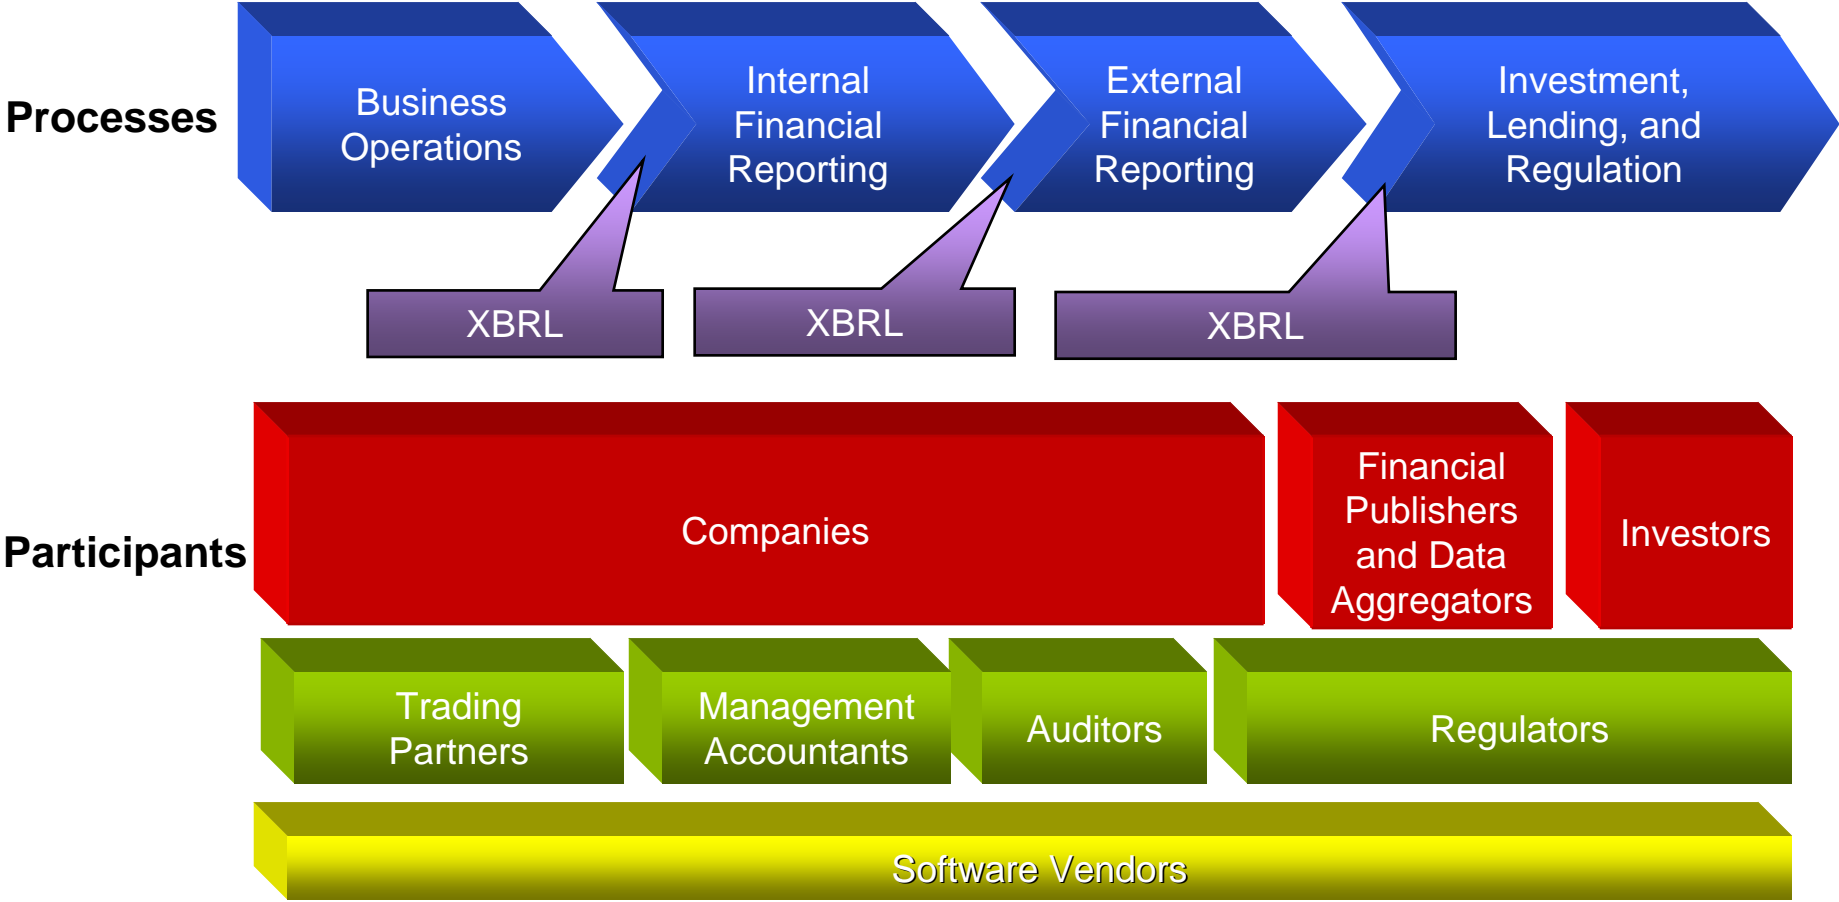 Processes
Business
Operations
Internal
Financial
Reporting
External
Financial
Reporting
Investment,
Lending, and
Regulation
XBRL
XBRL
XBRL
Participants
Companies
Financial
Publishers
and Data
Aggregators
Investors
Trading
Partners
Management
Accountants
Auditors
Regulators
Software Vendors